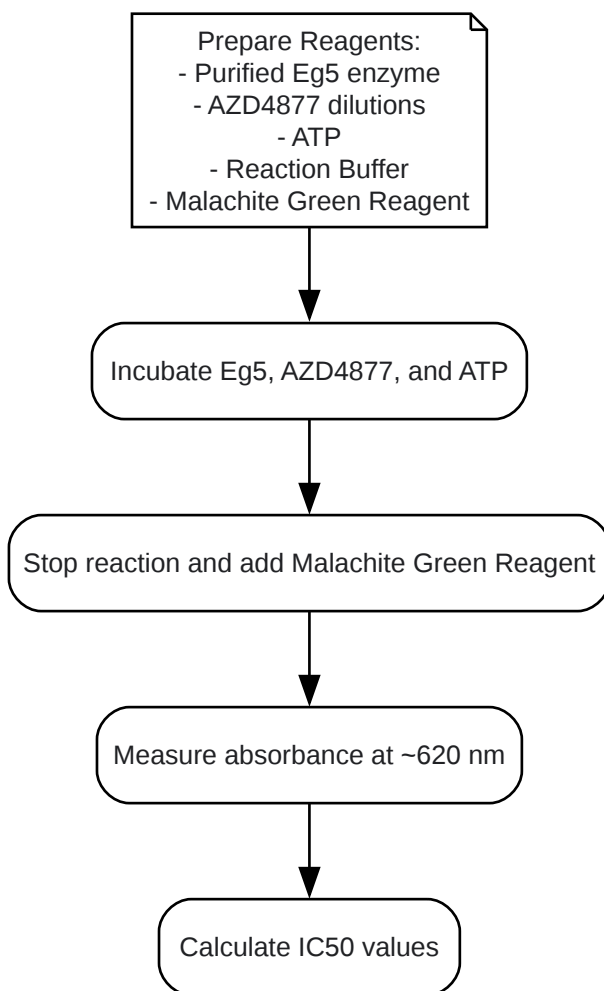 Prepare Reagents:
- Purified Eg5 enzyme
- AZD4877 dilutions
- ATP
- Reaction Buffer
- Malachite Green Reagent
Incubate Eg5, AZD4877, and ATP
Stop reaction and add Malachite Green Reagent
Measure absorbance at ~620 nm
Calculate IC50 values